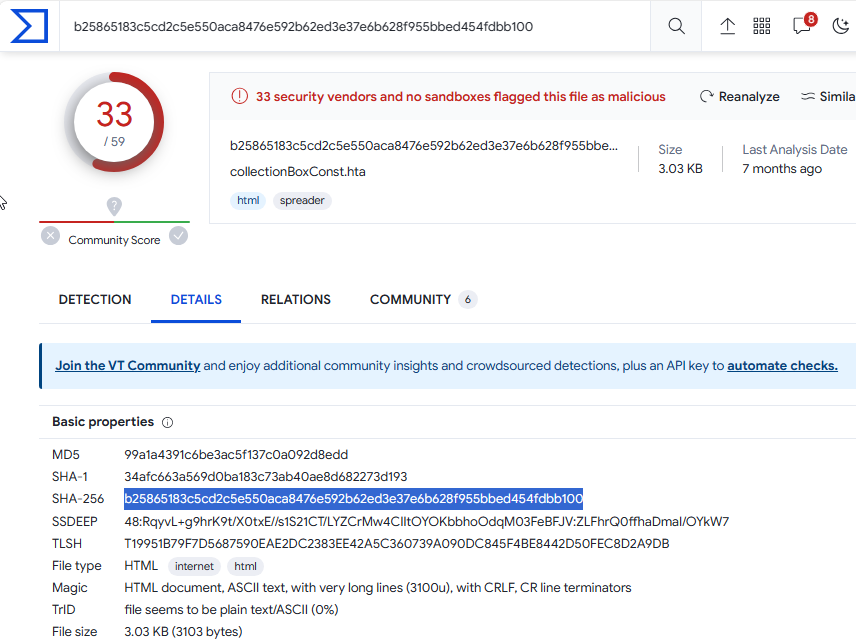 b25865183c5cd2c5e550aca8476e592b62ed3e37e6b628f955bbed454fdbb100
8
33
/ 59
33 security vendors and no sandboxes flagged this file as malicious
Reanalyze
Simila
b25865183c5cd2c5e550aca8476e592b62ed3e37e6b628f955bbe...
collectionBoxConst.hta
html spreader
Size
3.03 KB
Last Analysis Date
7 months ago
?
Community Score
DETECTION DETAILS RELATIONS COMMUNITY 6
Join the VT Community and enjoy additional community insights and crowdsourced detections, plus an API key to automate checks.
Basic properties
MD5 99a1a4391c6be3ac5f137c0a092d8edd
SHA-1 34afc663a569d0ba183c73ab40ae8d682273d193
SHA-256 b25865183c5cd2c5e550aca8476e592b62ed3e37e6b628f955bbed454fdbb100
SSDEEP 48:RqyvL+g9hrK9t/X0txE//s1S21CT/LYZCrMw4CIItOYOKbbhoOdqM03FeBFJV:ZLFhrQ0ffhaDmaI/OYkW7
TLSH T19951B79F7D5687590EAE2DC2383EE42A5C360739A090DC845F4BE8442D50FEC8D2A9DB
File type HTML internet html
Magic HTML document, ASCII text, with very long lines (3100u), with CRLF, CR line terminators
TrID file seems to be plain text/ASCII (0%)
File size 3.03 KB (3103 bytes)